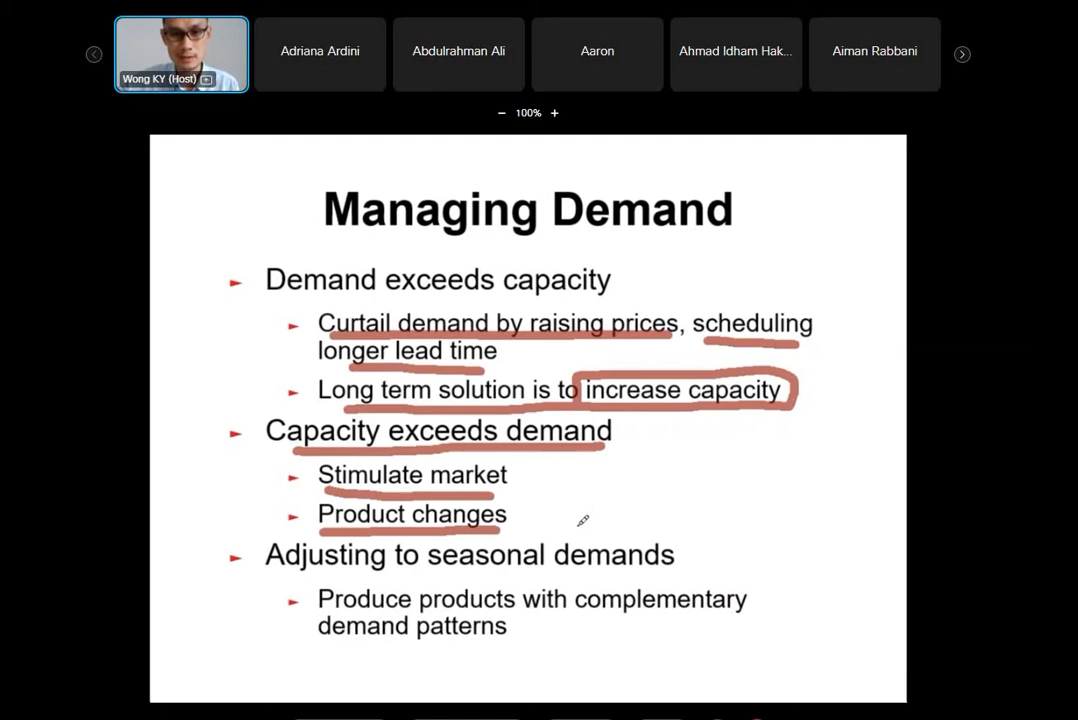 Wong KY (Host)
Adriana Ardini
Abdulrahman Ali
Aaron
Ahmad Idham Hak...
Aiman Rabbani
100%
Managing Demand
Demand exceeds capacity
Curtail demand by raising prices, scheduling
longer lead time
Long term solution is to increase capacity
Capacity exceeds demand
Stimulate market
Product changes
Adjusting to seasonal demands
Produce products with complementary
demand patterns